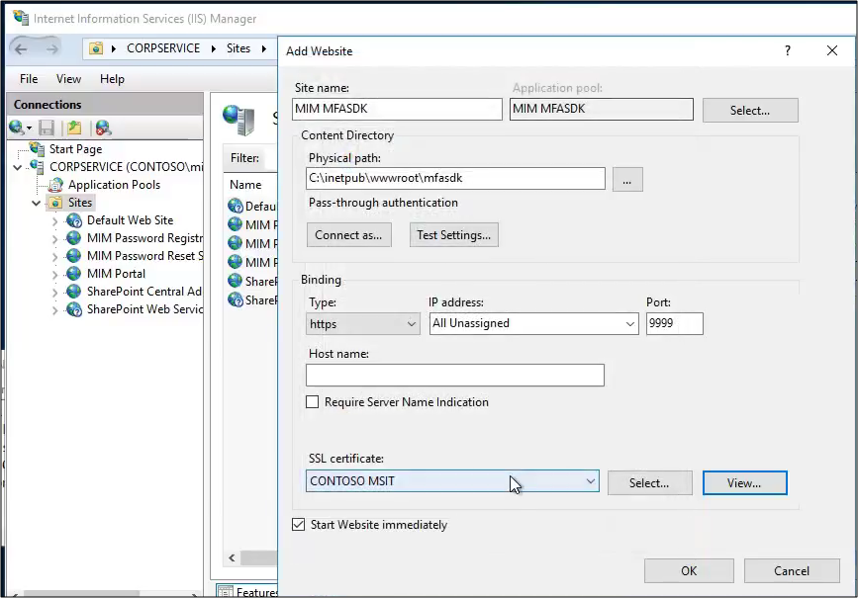 Internet Information Services (IIS) Manager
CORPSERVICE
Sites
File View Help
Connections
Start Page
CORPSERVICE (CONTOSO\mi
Application Pools
Sites
Default Web Site
MIM Password Registr
MIM Password Reset S
MIM Portal
SharePoint Central Ad
SharePoint Web Servic
S
Filter:
Name
Defau
MIM P
MIM P
MIM P
ShareP
ShareP
Features
Add Website
?
Site name:
Application pool:
MIM MFASDK
MIM MFASDK
Select...
Content Directory
Physical path:
C:\inetpub\wwwroot\mfasdk
...
Pass-through authentication
Connect as...
Test Settings...
Binding
Type:
IP address:
Port:
https
All Unassigned
9999
Host name:
Require Server Name Indication
SSL certificate:
CONTOSO MSIT
Select...
View...
Start Website immediately
OK
Cancel